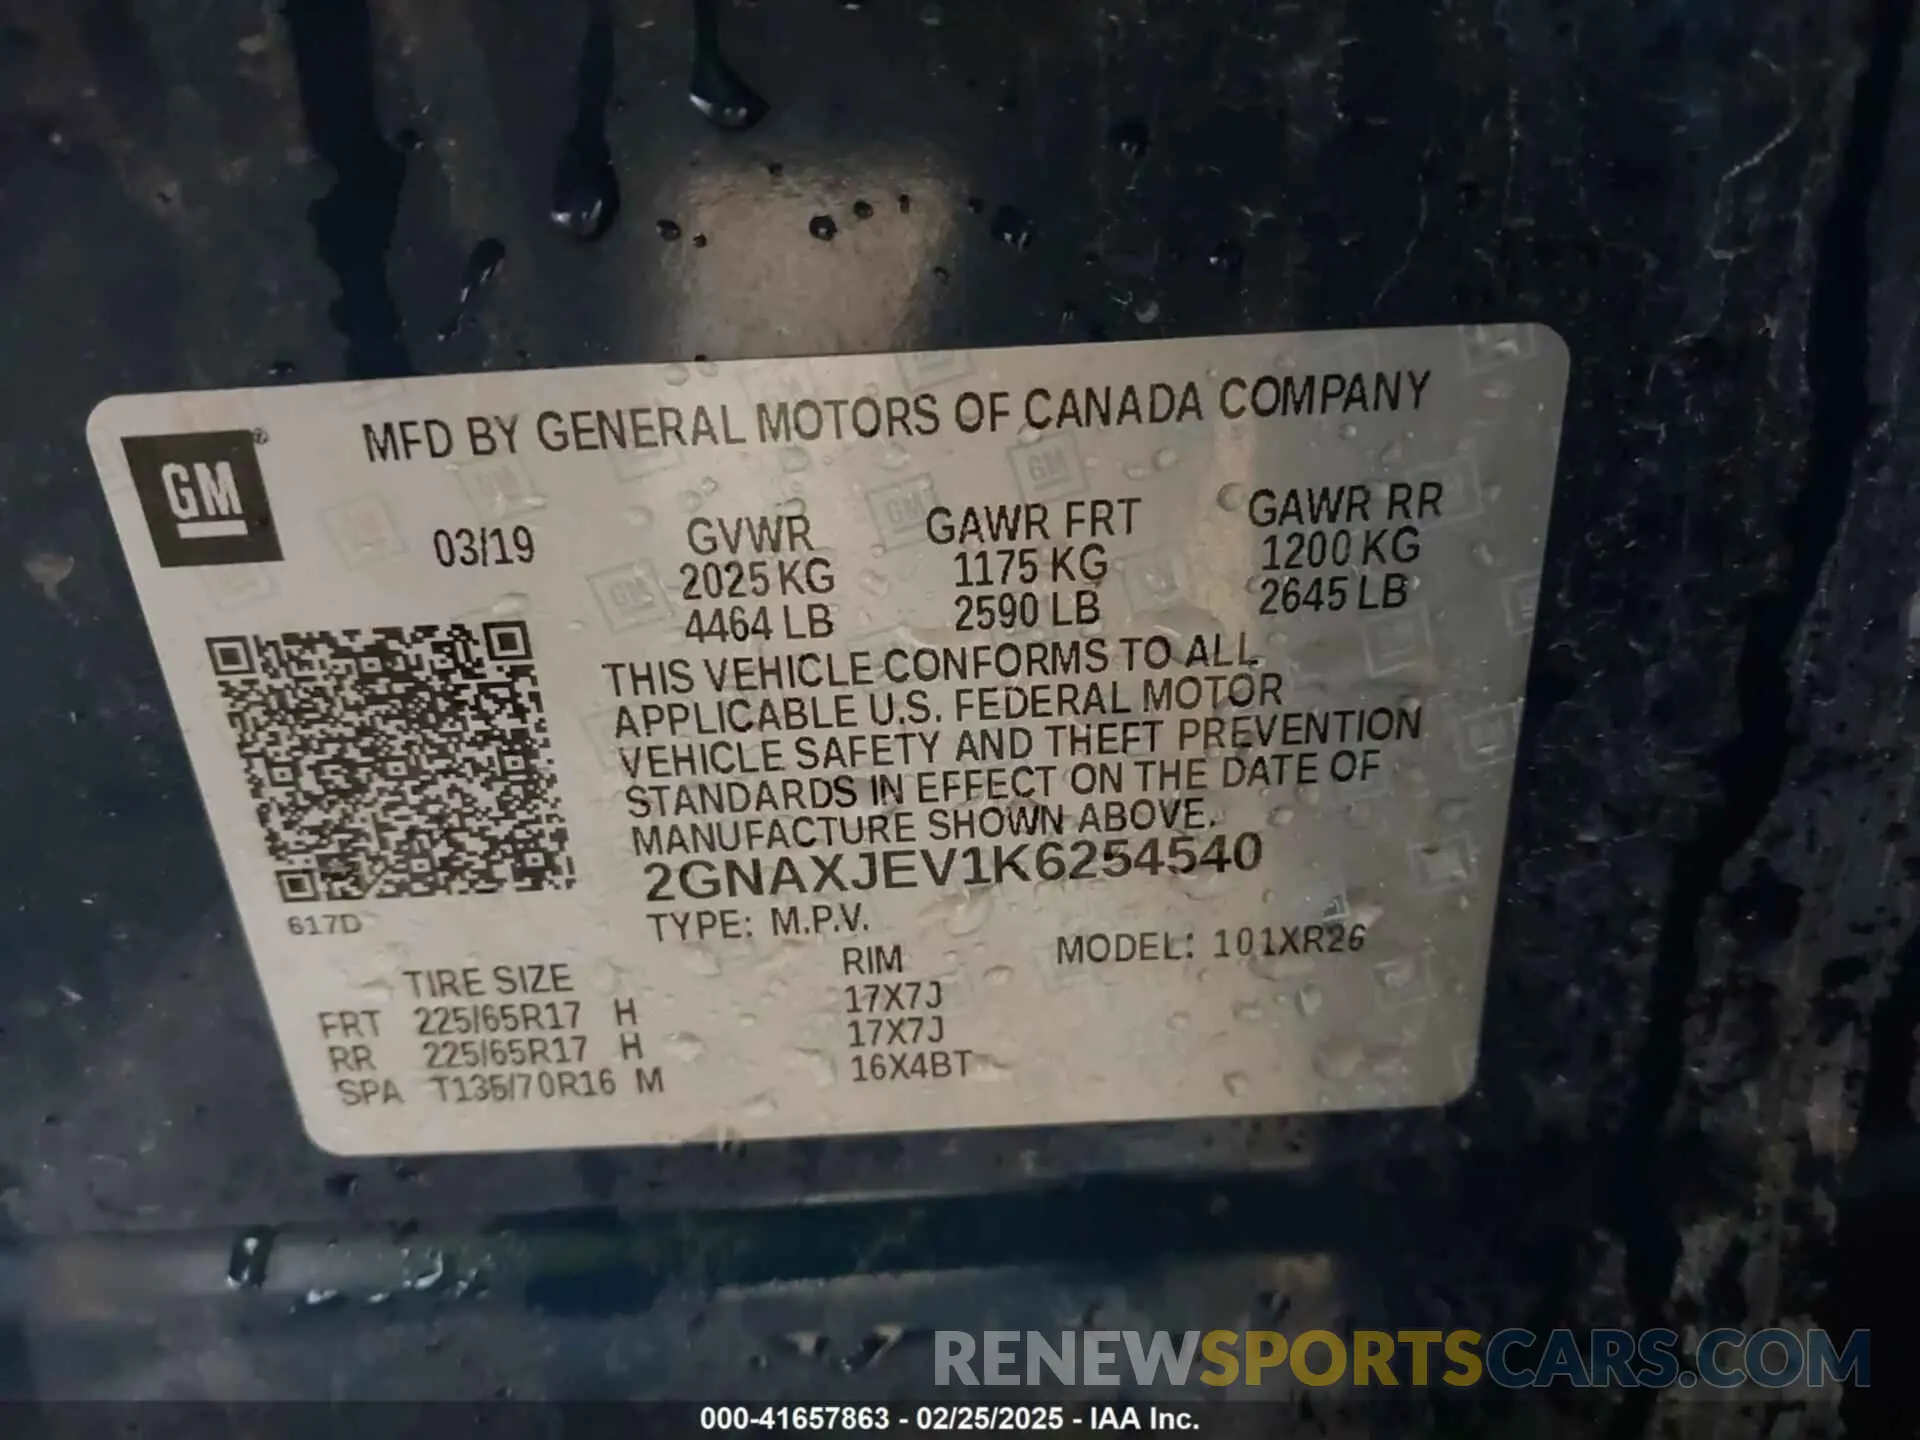 MFD BY GENERAL MOTORS OF CANADA COMPANY
GM®
03/19 GVWR GAWR FRT GAWR RR
2025 KG 1175 KG 1200 KG
4464 LB 2590 LB 2645 LB
THIS VEHICLE CONFORMS TO ALL
APPLICABLE U.S. FEDERAL MOTOR
VEHICLE SAFETY AND THEFT PREVENTION
STANDARDS IN EFFECT ON THE DATE OF
MANUFACTURE SHOWN ABOVE.
2GNAXJEV1K6254540
617D
TYPE: M.P.V. MODEL: 101XR26
TIRE SIZE RIM
FRT 225/65R17 H 17X7J
RR 225/65R17 H 17X7J
SPA T135/70R16 M 16X4BT
RENEWSPORTSCARS.COM
000-41657863 - 02/25/2025 - IAA Inc.